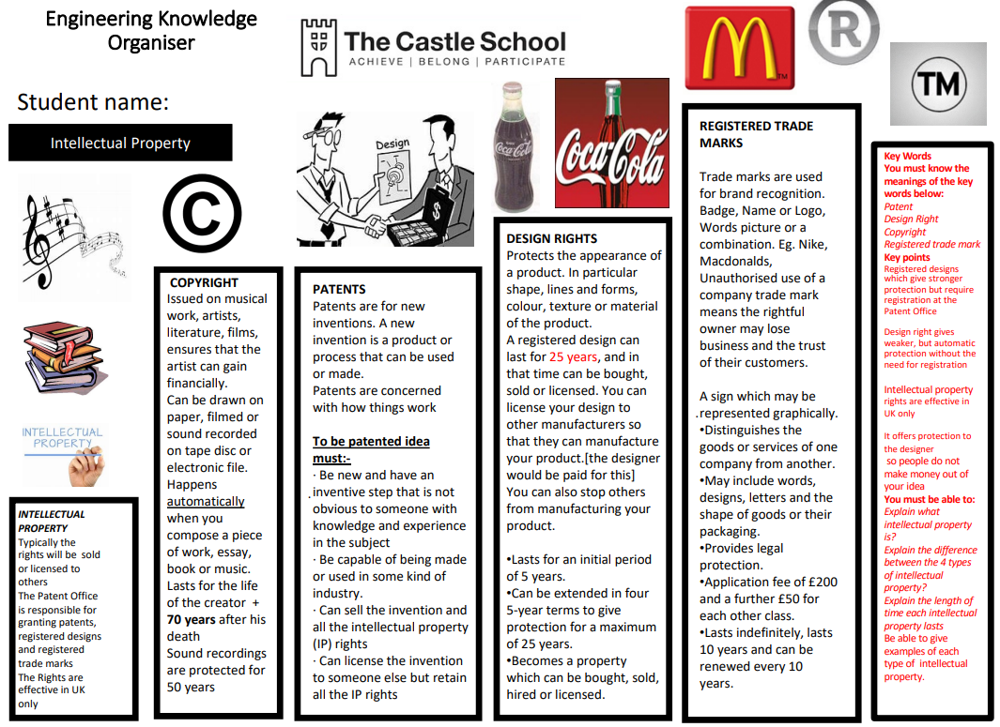 Engineering Knowledge
Organiser
Student name:
Intellectual Property
The Castle School
ACHIEVE | BELONG | PARTICIPATE
M
TM
®
TM
©
Design
$
Coca-Cola
Coca-Cola
INTELLECTUAL
PROPERTY
INTELLECTUAL
PROPERTY
Typically the
rights will be sold
or licensed to
others
The Patent Office
is responsible for
granting patents,
registered designs
and registered
trade marks
The Rights are
effective in UK
only
COPYRIGHT
Issued on musical
work, artists,
literature, films,
ensures that the
artist can gain
financially.
Can be drawn on
paper, filmed or
sound recorded
on tape disc or
electronic file.
Happens
automatically
when you
compose a piece
of work, essay,
book or music.
Lasts for the life
of the creator +
70 years after his
death
Sound recordings
are protected for
50 years
PATENTS
Patents are for new
inventions. A new
invention is a product or
process that can be used
or made.
Patents are concerned
with how things work
To be patented idea
must:-
· Be new and have an
inventive step that is not
obvious to someone with
knowledge and experience
in the subject
· Be capable of being made
or used in some kind of
industry.
· Can sell the invention and
all the intellectual property
(IP) rights
· Can license the invention
to someone else but retain
all the IP rights
DESIGN RIGHTS
Protects the appearance of
a product. In particular
shape, lines and forms,
colour, texture or material
of the product.
A registered design can
last for 25 years, and in
that time can be bought,
sold or licensed. You can
license your design to
other manufacturers so
that they can manufacture
your product.[the designer
would be paid for this]
You can also stop others
from manufacturing your
product.
•Lasts for an initial period
of 5 years.
•Can be extended in four
5-year terms to give
protection for a maximum
of 25 years.
•Becomes a property
which can be bought, sold,
hired or licensed.
REGISTERED TRADE
MARKS
Trade marks are used
for brand recognition.
Badge, Name or Logo,
Words picture or a
combination. Eg. Nike,
Macdonalds,
Unauthorised use of a
company trade mark
means the rightful
owner may lose
business and the trust
of their customers.
A sign which may be
.represented graphically.
•Distinguishes the
goods or services of one
company from another.
•May include words,
designs, letters and the
shape of goods or their
packaging.
•Provides legal
protection.
•Application fee of £200
and a further £50 for
each other class.
•Lasts indefinitely, lasts
10 years and can be
renewed every 10
years.
Key Words
You must know the
meanings of the key
words below:
Patent
Design Right
Copyright
Registered trade mark
Key points
Registered designs
which give stronger
protection but require
registration at the
Patent Office
Design right gives
weaker, but automatic
protection without the
need for registration
Intellectual property
rights are effective in
UK only
It offers protection to
the designer
so people do not
make money out of
your idea
You must be able to:
Explain what
intellectual property
is?
Explain the difference
between the 4 types
of intellectual
property?
Explain the length of
time each intellectual
property lasts
Be able to give
examples of each
type of intellectual
property.